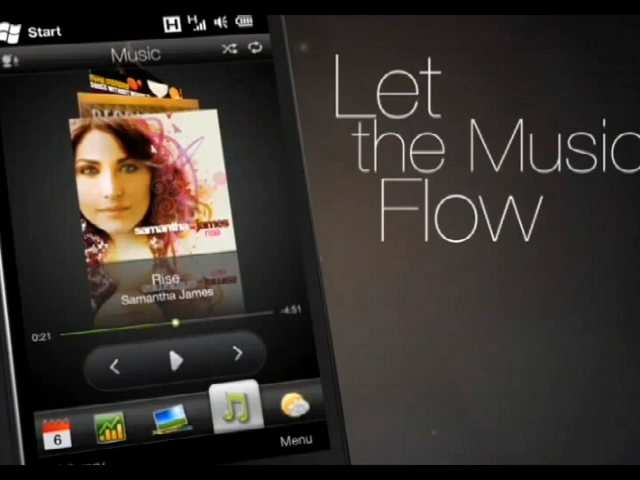 Start
H
H
Music
samantha james
rise
Rise
Samantha James
0:21
-4:51
6
Menu
Let
the Music
Flow